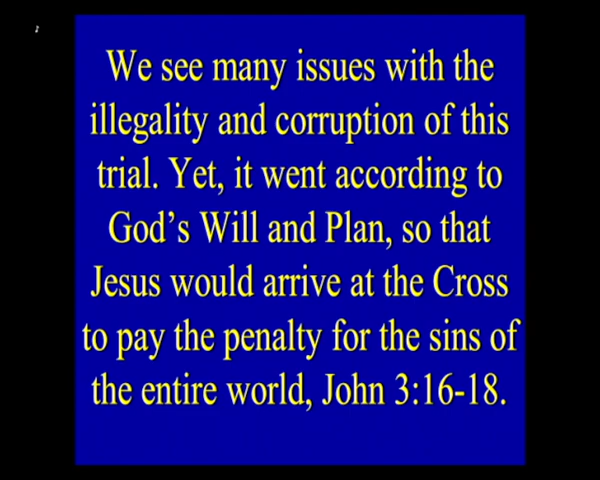 We see many issues with the
illegality and corruption of this
trial. Yet, it went according to
God's Will and Plan, so that
Jesus would arrive at the Cross
to pay the penalty for the sins of
the entire world, John 3:16-18.